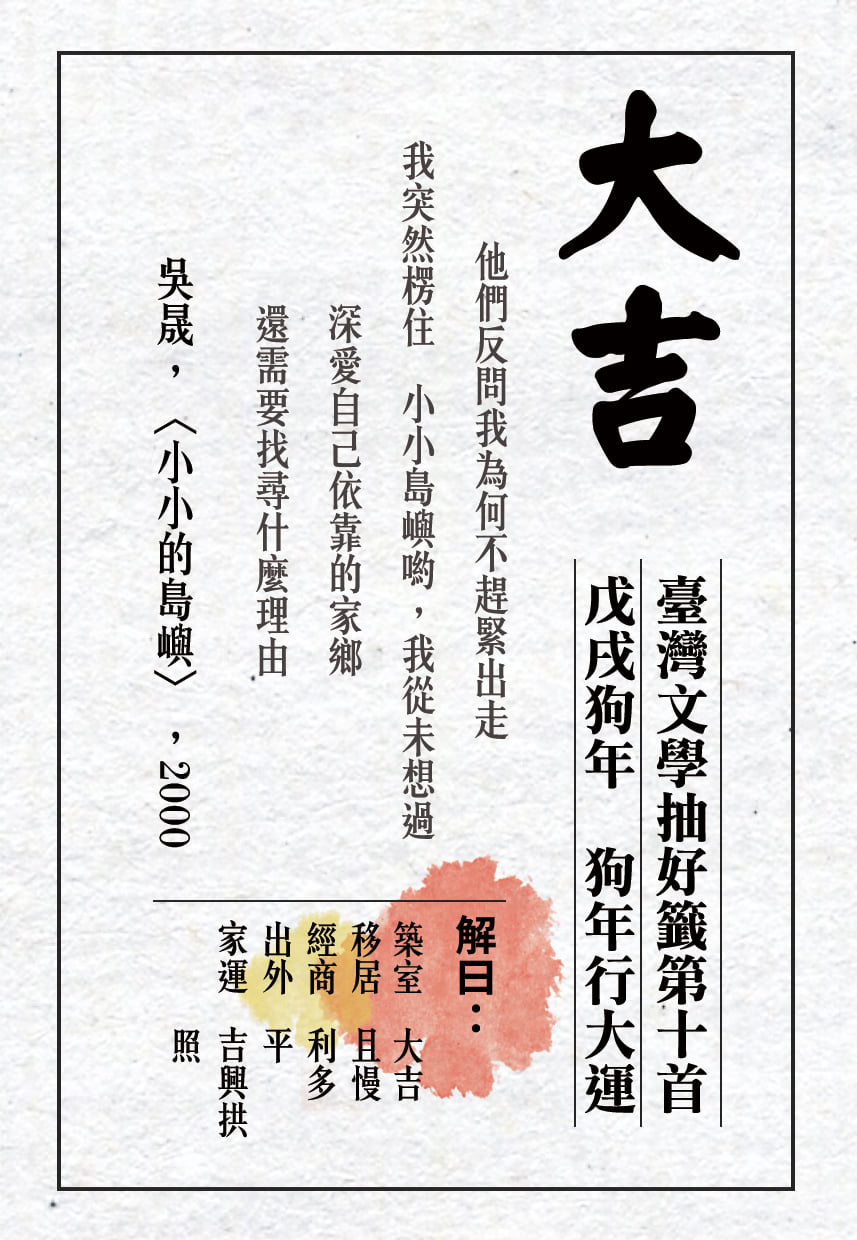 大吉
臺灣文學抽好籤第十首
戊戌狗年　狗年行大運
他們反問我為何不趕緊出走
我突然楞住　小小島嶼喲，我從未想過
深愛自己依靠的家鄉
還需要找尋什麼理由
吳晟，〈小小的島嶼〉，2000
解曰：
築室　大吉
移居　且慢
經商　利多
出外　平
家運　吉興拱
照